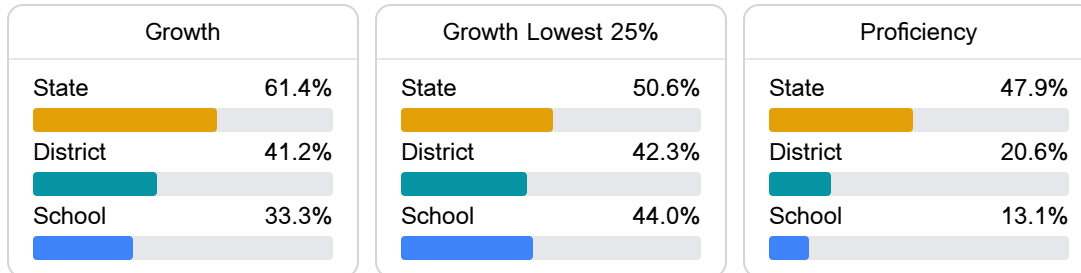 Growth
State 61.4%
District 41.2%
School 33.3%
Growth Lowest 25%
State 50.6%
District 42.3%
School 44.0%
Proficiency
State 47.9%
District 20.6%
School 13.1%